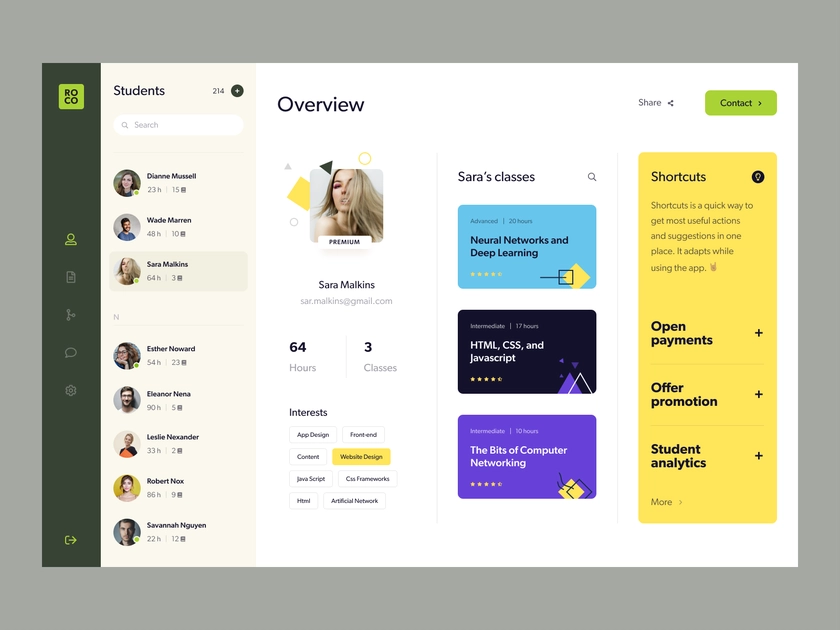 RO
CO
Students
214
Search
Dianne Mussell
23 h | 15
Wade Marren
48 h | 10
Sara Malkins
64 h | 3
N
Esther Noward
54 h | 23
Eleanor Nena
90 h | 5
Leslie Nexander
33 h | 2
Robert Nox
86 h | 9
Savannah Nguyen
22 h | 12
Overview
Share
Contact
PREMIUM
Sara Malkins
sar.malkins@gmail.com
64
Hours
3
Classes
Interests
App Design
Front-end
Content
Website Design
Java Script
Css Frameworks
Html
Artificial Network
Sara's classes
Advanced | 20 hours
Neural Networks and
Deep Learning
Intermediate | 17 hours
HTML, CSS, and
Javascript
Intermediate | 10 hours
The Bits of Computer
Networking
Shortcuts
Shortcuts is a quick way to
get most useful actions
and suggestions in one
place. It adapts while
using the app. 🤘
Open
payments
Offer
promotion
Student
analytics
More